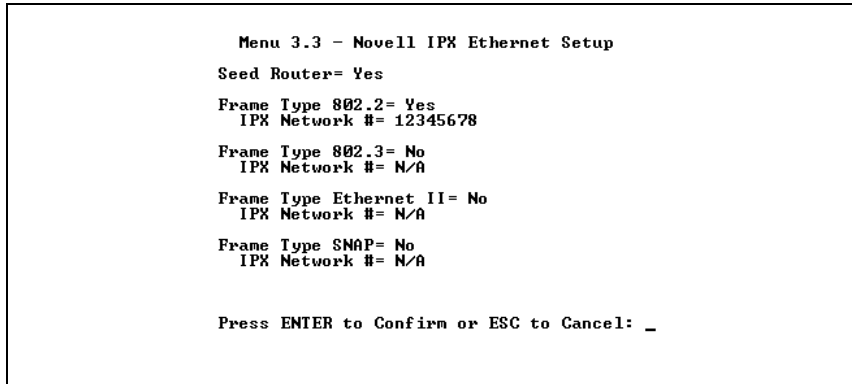 Menu 3.3 - Novell IPX Ethernet Setup
Seed Router= Yes
Frame Type 802.2= Yes
IPX Network #= 12345678
Frame Type 802.3= No
IPX Network #= N/A
Frame Type Ethernet II= No
IPX Network #= N/A
Frame Type SNAP= No
IPX Network #= N/A
Press ENTER to Confirm or ESC to Cancel: _